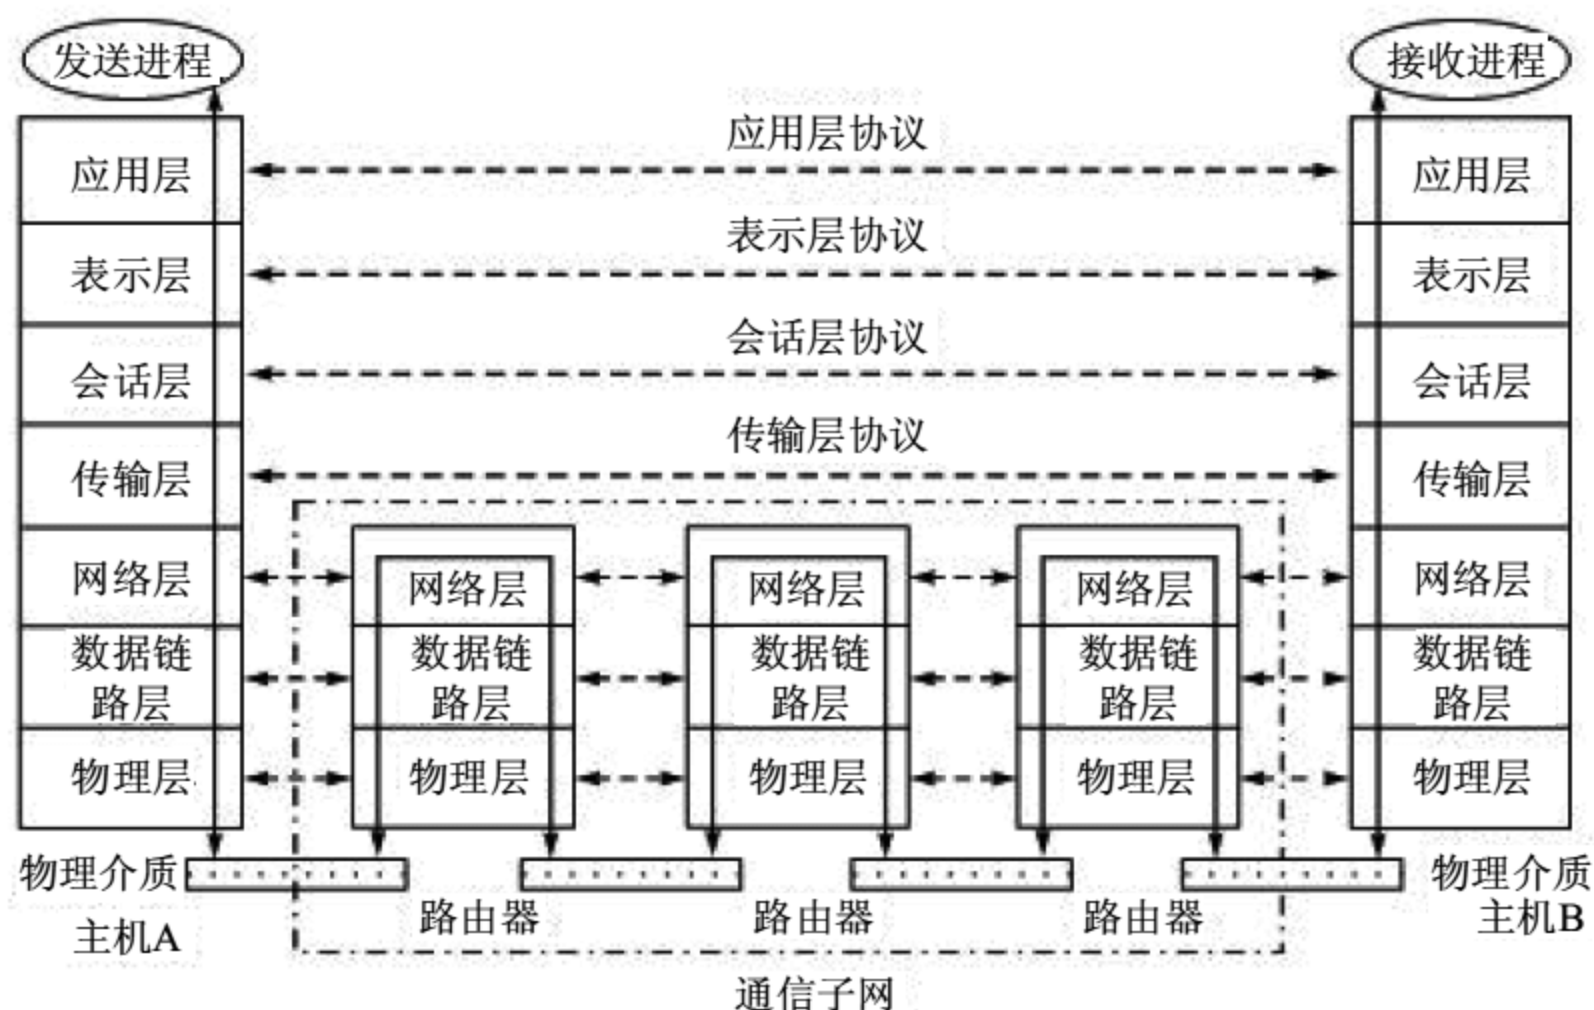 发送进程
接收进程
应用层协议
应用层
应用层
表示层协议
表示层
表示层
会话层协议
会话层
会话层
传输层协议
传输层
传输层
网络层
网络层
网络层
网络层
网络层
数据链
路层
数据链
路层
数据链
路层
数据链
路层
数据链
路层
物理层
物理层
物理层
物理层
物理层
物理介质
物理介质
主机A
路由器
路由器
路由器
主机B
通信子网